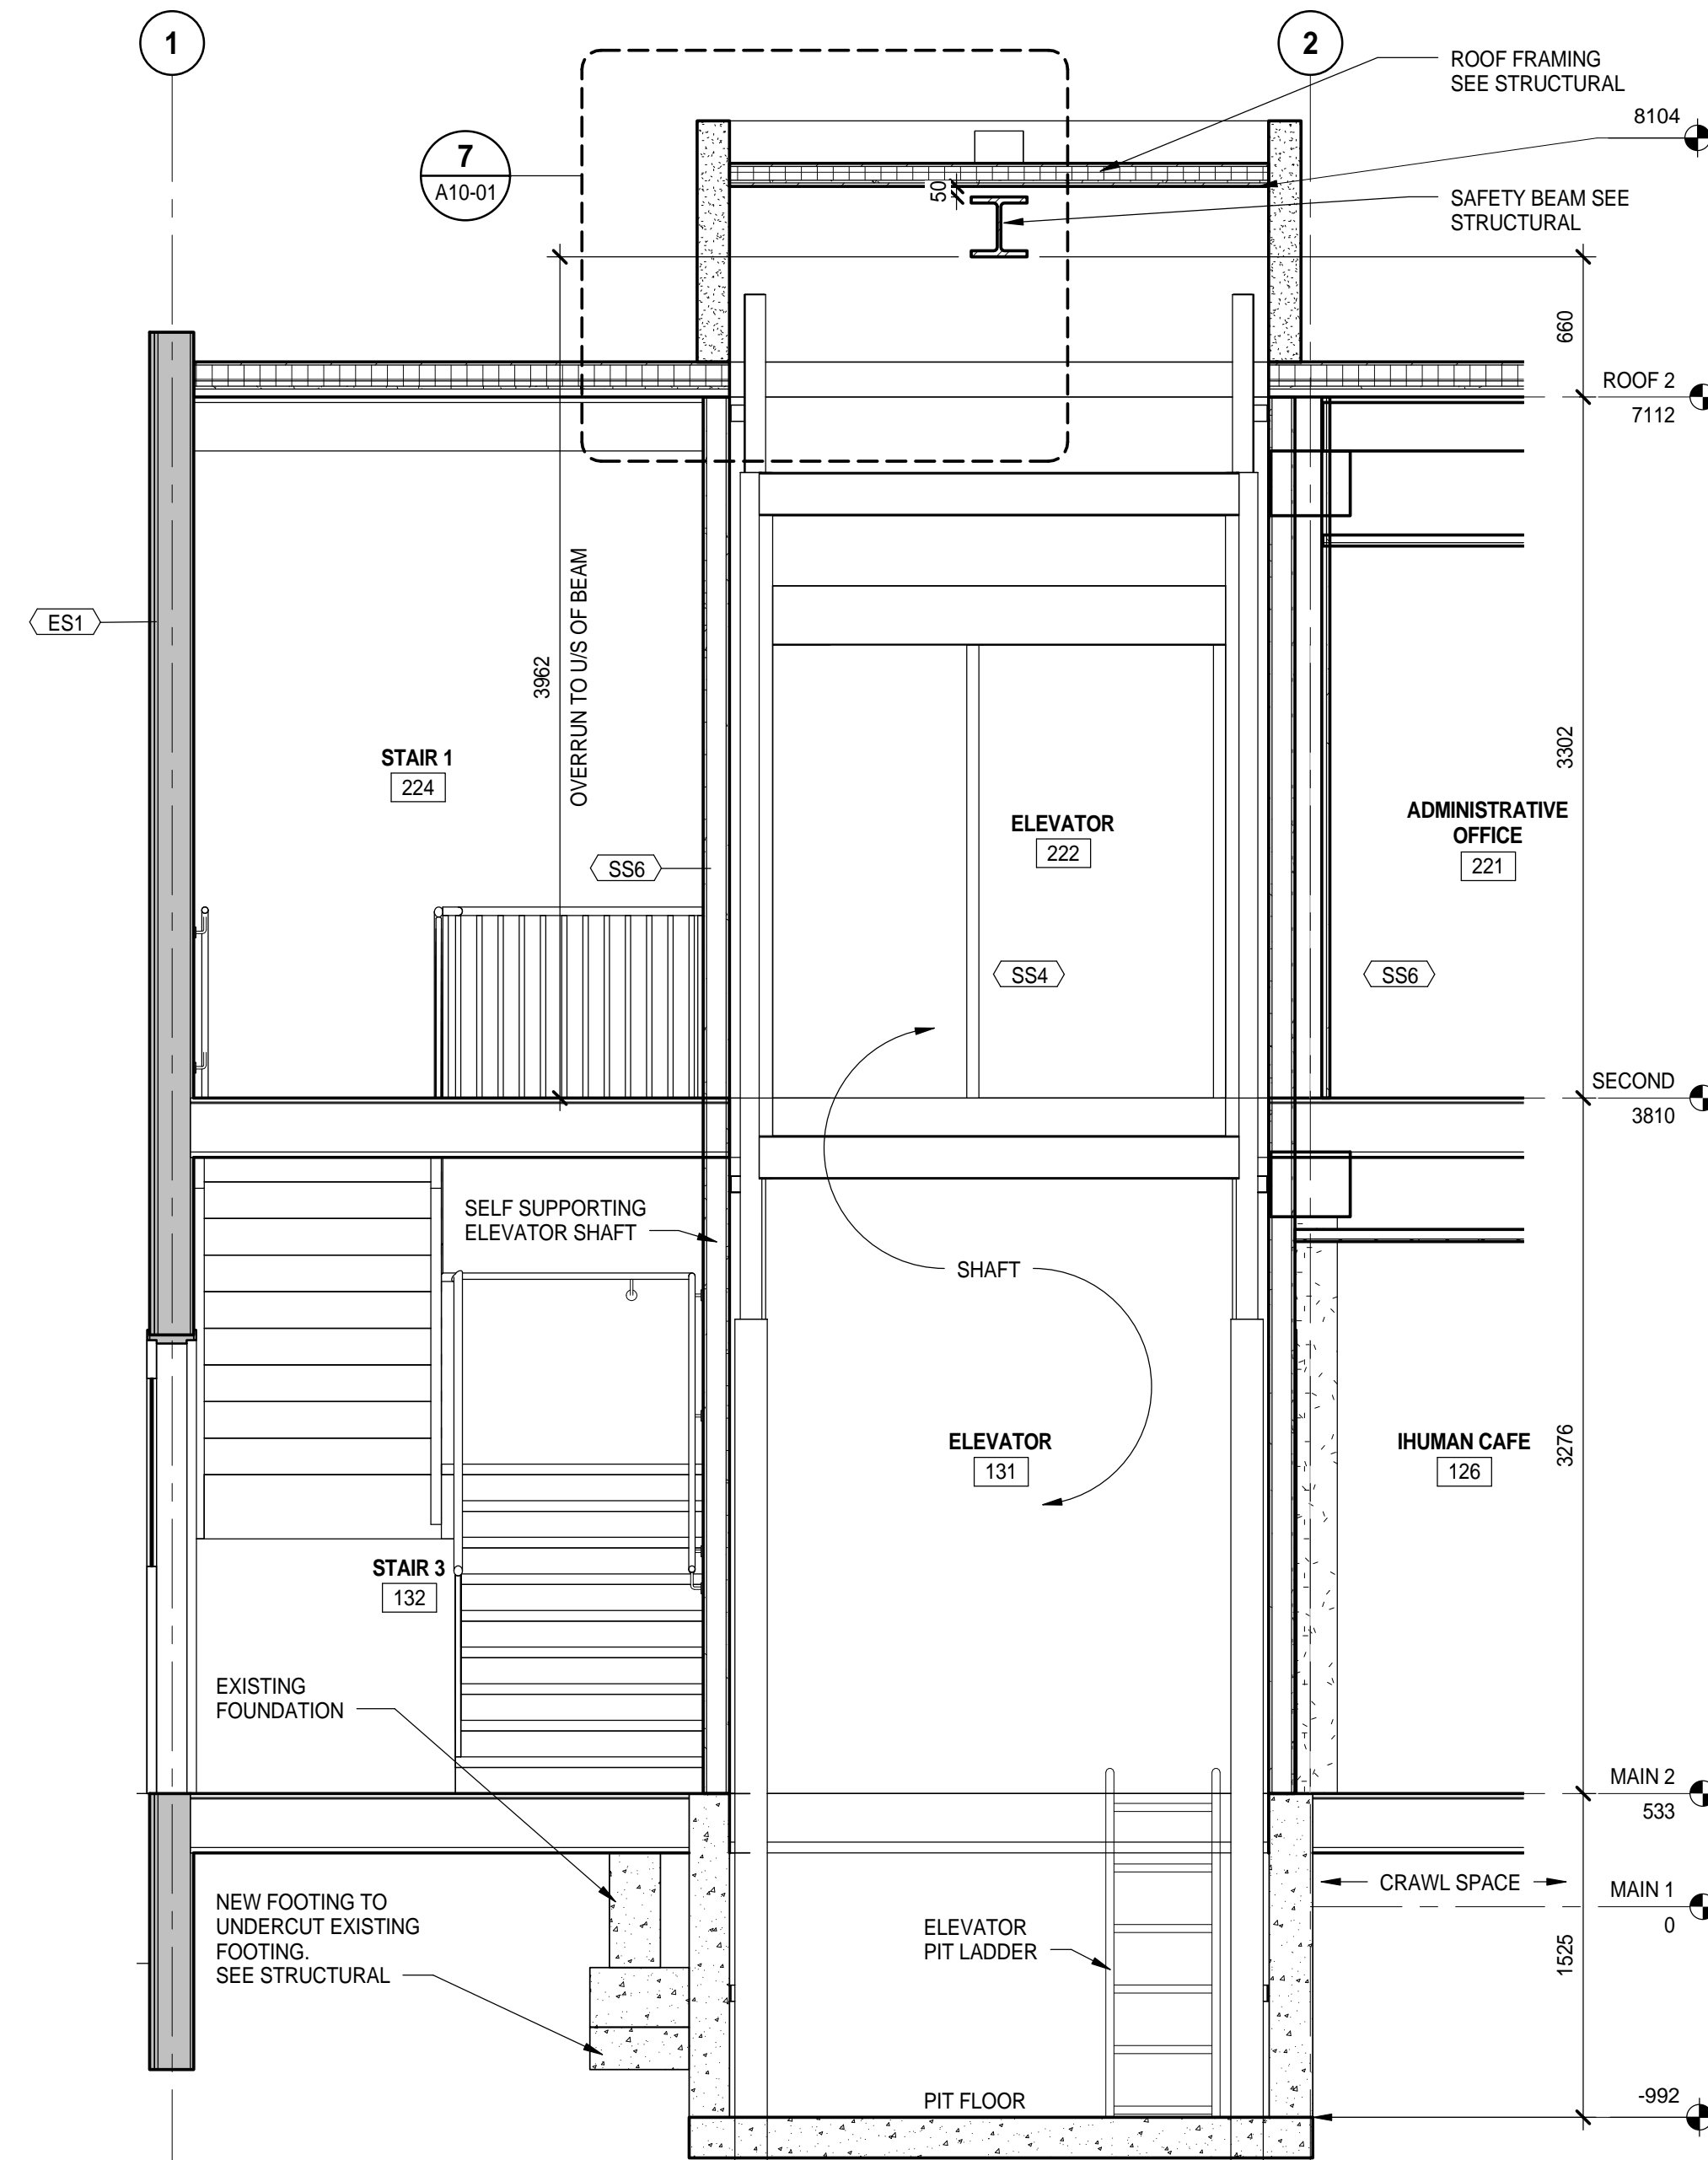 1
2
ROOF FRAMING
SEE STRUCTURAL
8104
7
A10-01
50
SAFETY BEAM SEE
STRUCTURAL
660
ROOF 2
7112
ES1
3962
OVERRUN TO U/S OF BEAM
STAIR 1
224
SS6
ELEVATOR
222
3302
ADMINISTRATIVE
OFFICE
221
SS4
SS6
SECOND
3810
SELF SUPPORTING
ELEVATOR SHAFT
SHAFT
ELEVATOR
131
IHUMAN CAFE
126
3276
STAIR 3
132
EXISTING
FOUNDATION
MAIN 2
533
CRAWL SPACE
MAIN 1
0
NEW FOOTING TO
UNDERCUT EXISTING
FOOTING.
SEE STRUCTURAL
ELEVATOR
PIT LADDER
1525
PIT FLOOR
-992